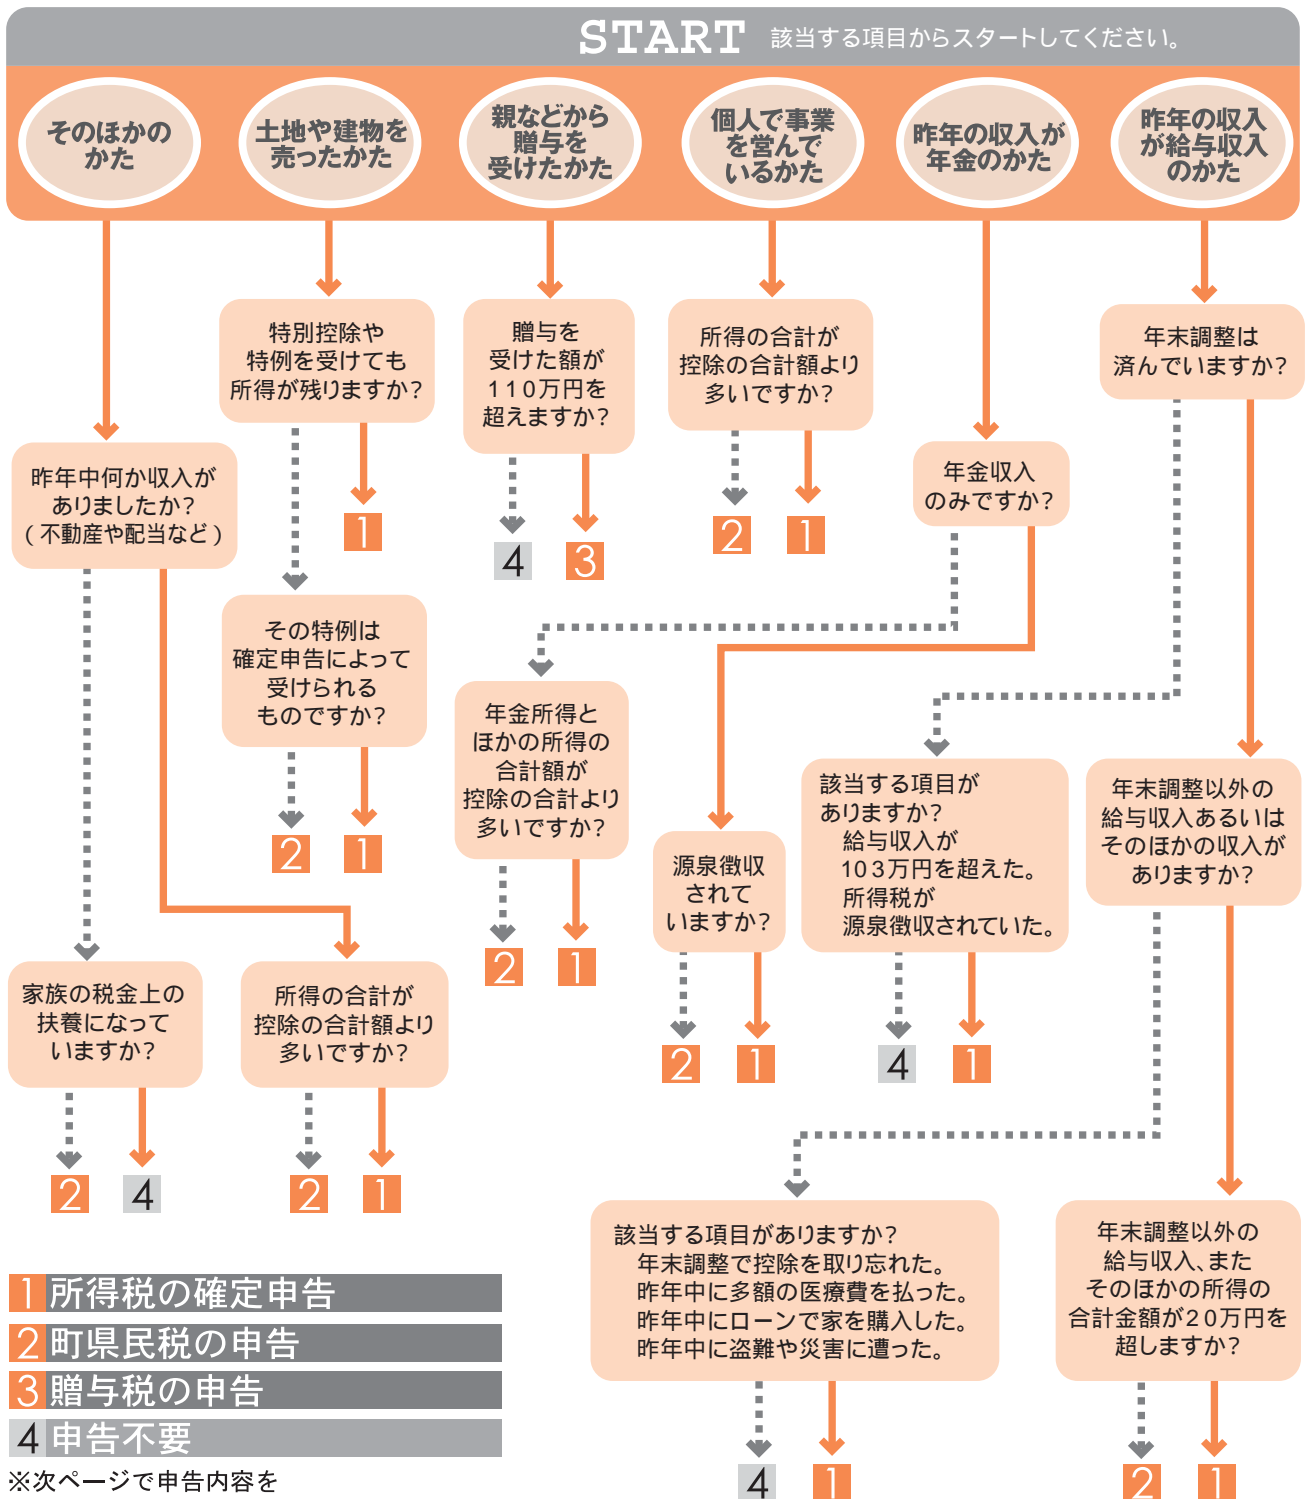 START 該当する項目からスタートしてください。
そのほかの
かた
土地や建物を
売ったかた
親などから
贈与を
受けたかた
個人で事業
を営んで
いるかた
昨年の収入が
年金のかた
昨年の収入
が給与収入
のかた
特別控除や
特例を受けても
所得が残りますか?
1
贈与を
受けた額が
110万円を
超えますか?
4
3
所得の合計が
控除の合計額より
多いですか?
2
1
年末調整は
済んでいますか?
昨年中何か収入が
ありましたか?
(不動産や配当など)
年金収入
のみですか?
その特例は
確定申告によって
受けられる
ものですか?
2
1
年金所得と
ほかの所得の
合計額が
控除の合計より
多いですか?
2
1
源泉徴収
されて
いますか?
2
1
該当する項目が
ありますか?
給与収入が
103万円を超えた。
所得税が
源泉徴収されていた。
4
1
年末調整以外の
給与収入あるいは
そのほかの収入が
ありますか?
家族の税金上の
扶養になって
いますか?
2
4
所得の合計が
控除の合計額より
多いですか?
2
1
該当する項目がありますか?
年末調整で控除を取り忘れた。
昨年中に多額の医療費を払った。
昨年中にローンで家を購入した。
昨年中に盗難や災害に遭った。
4
1
年末調整以外の
給与収入、また
そのほかの所得の
合計金額が20万円を
超しますか?
2
1
1 所得税の確定申告
2 町県民税の申告
3 贈与税の申告
4 申告不要
※次ページで申告内容を